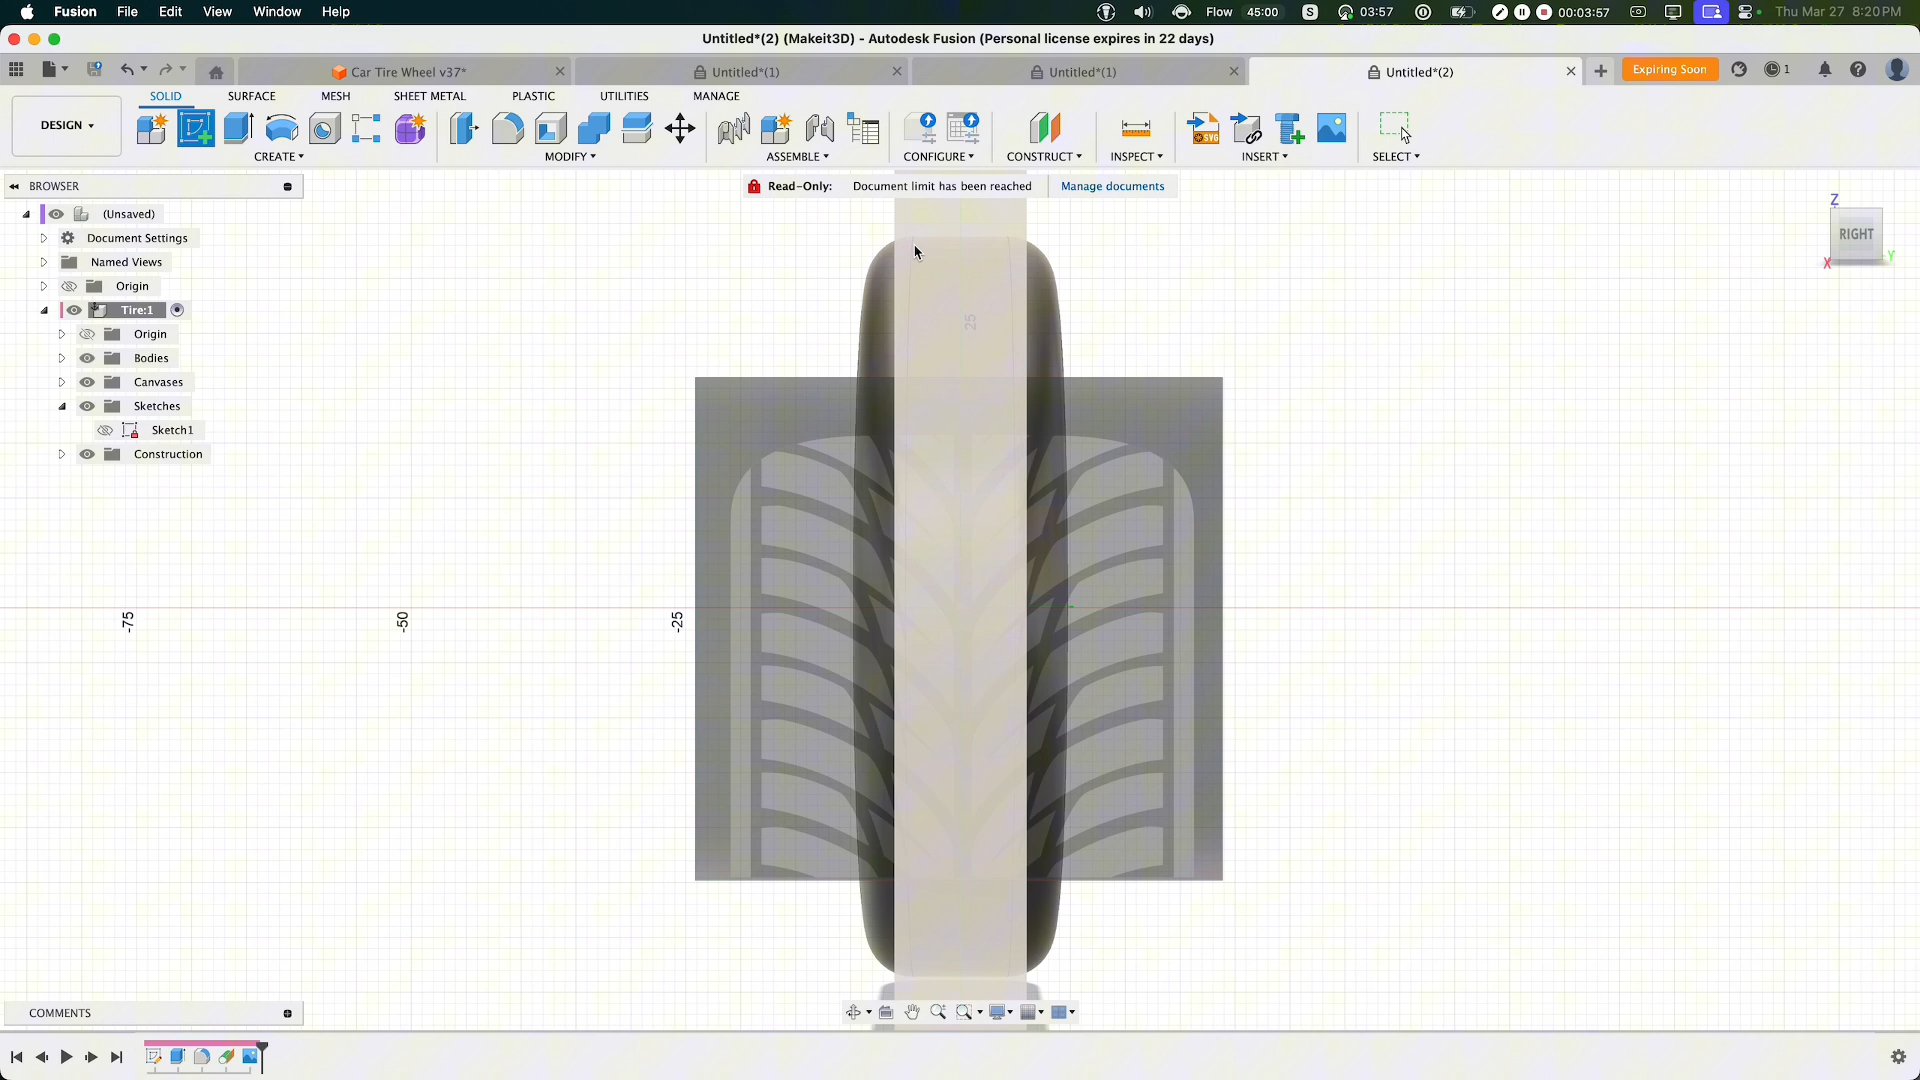 Fusion File Edit View Window Help
Flow 45:00 S 03:57 00:03:57 Thu Mar 27 8:20 PM
Untitled*(2) (Makeit3D) - Autodesk Fusion (Personal license expires in 22 days)
Car Tire Wheel v37* Untitled*(1) Untitled*(1) Untitled*(2) Expiring Soon 1
SOLID SURFACE MESH SHEET METAL PLASTIC UTILITIES MANAGE
DESIGN
SVG
CREATE MODIFY ASSEMBLE CONFIGURE CONSTRUCT INSPECT INSERT SELECT
BROWSER
Read-Only: Document limit has been reached Manage documents
(Unsaved)
Document Settings
Named Views
Origin
Tire:1
Origin
Bodies
Canvases
Sketches
Sketch1
Construction
Z
RIGHT
X
Y
25
-75
-50
-25
COMMENTS